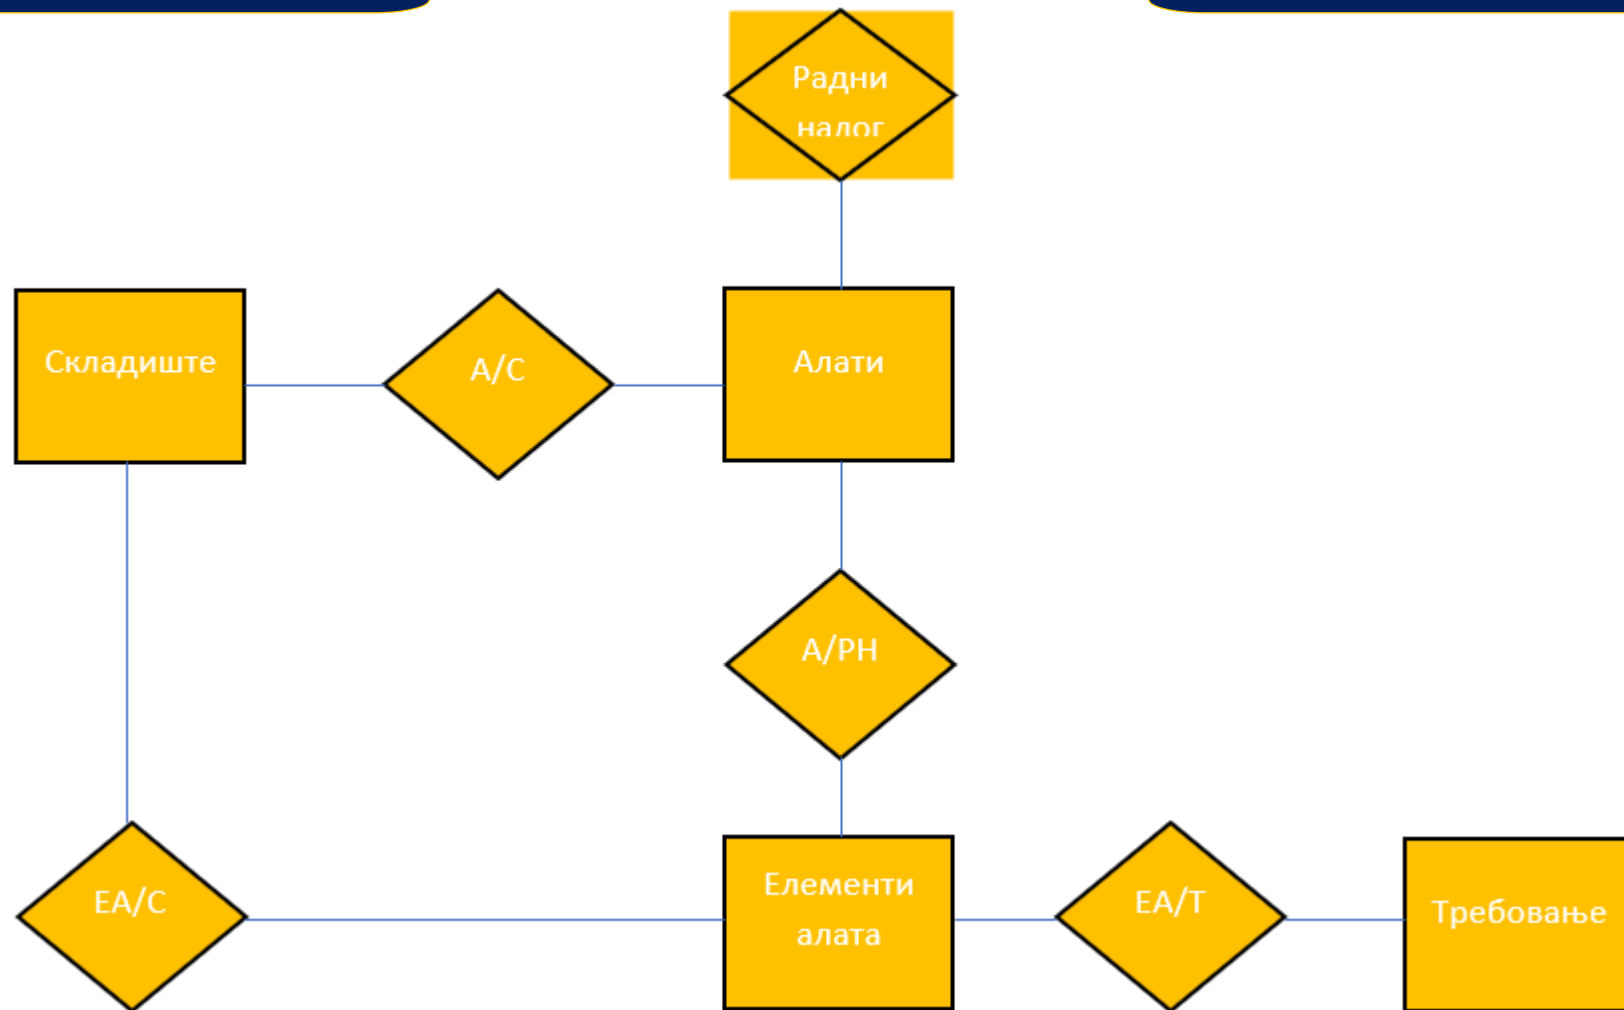 Радни
налог
Складиште
А/С
Алати
А/РН
ЕА/С
Елементи
алата
ЕА/Т
Требовање